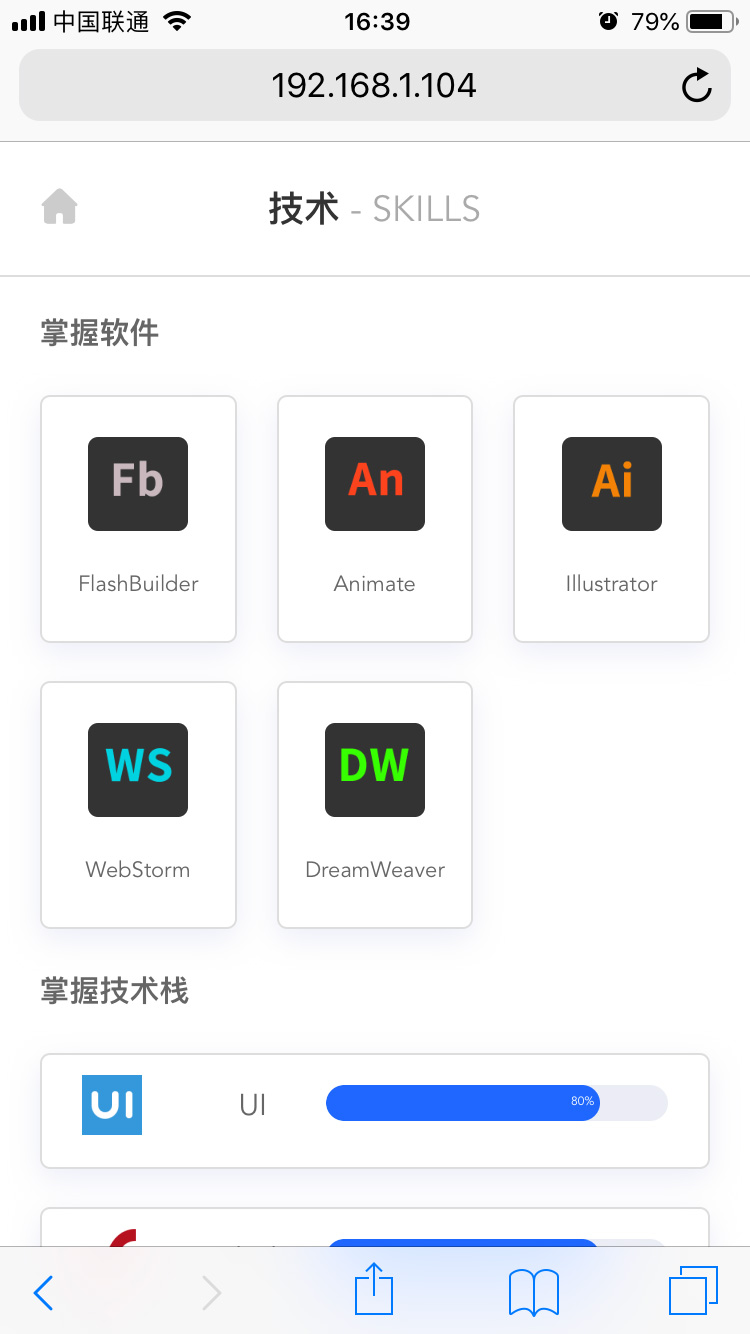 中国联通 16:39 79%
192.168.1.104
技术 - SKILLS
掌握软件
Fb An Ai
FlashBuilder Animate Illustrator
WS DW
WebStorm DreamWeaver
掌握技术栈
UI UI 80%